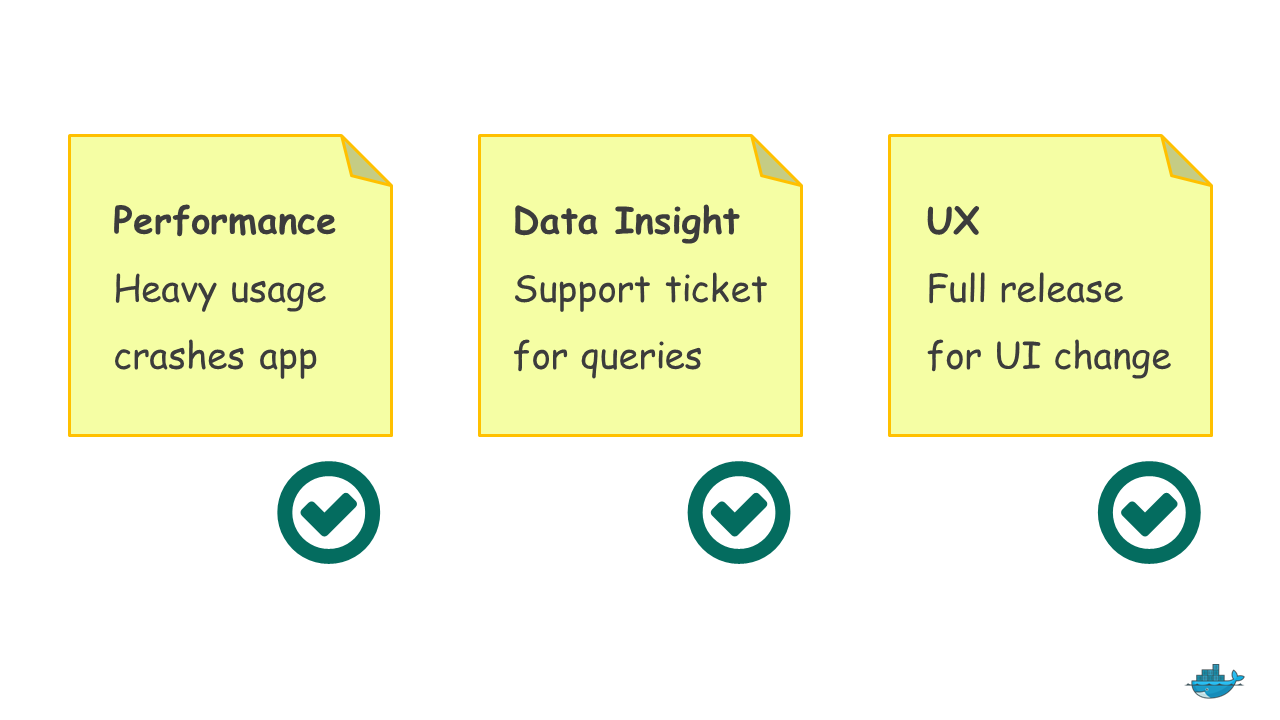 Performance
Heavy usage
crashes app
Data Insight
Support ticket
for queries
UX
Full release
for UI change